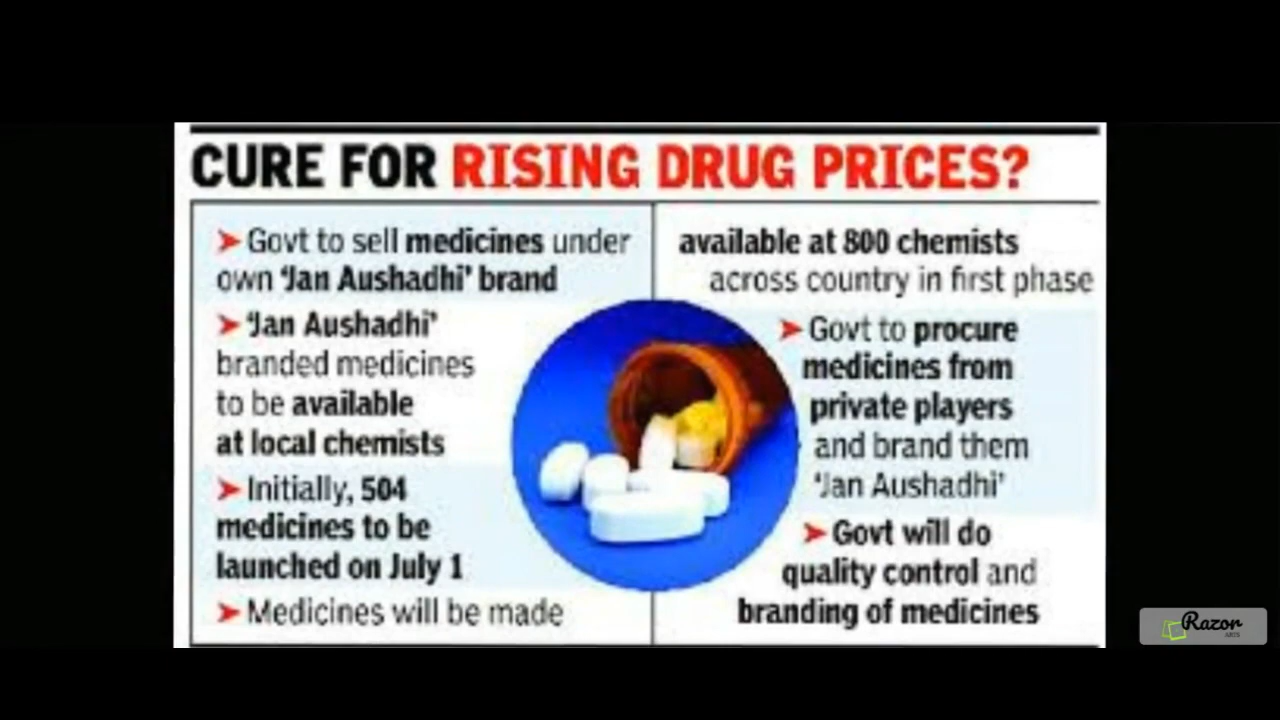 CURE FOR RISING DRUG PRICES?
➤ Govt to sell medicines under
own ‘Jan Aushadhi’ brand
➤ ‘Jan Aushadhi’
branded medicines
to be available
at local chemists
➤ Initially, 504
medicines to be
launched on July 1
➤ Medicines will be made
available at 800 chemists
across country in first phase
➤ Govt to procure
medicines from
private players
and brand them
‘Jan Aushadhi’
➤ Govt will do
quality control and
branding of medicines
Razor
ARTS